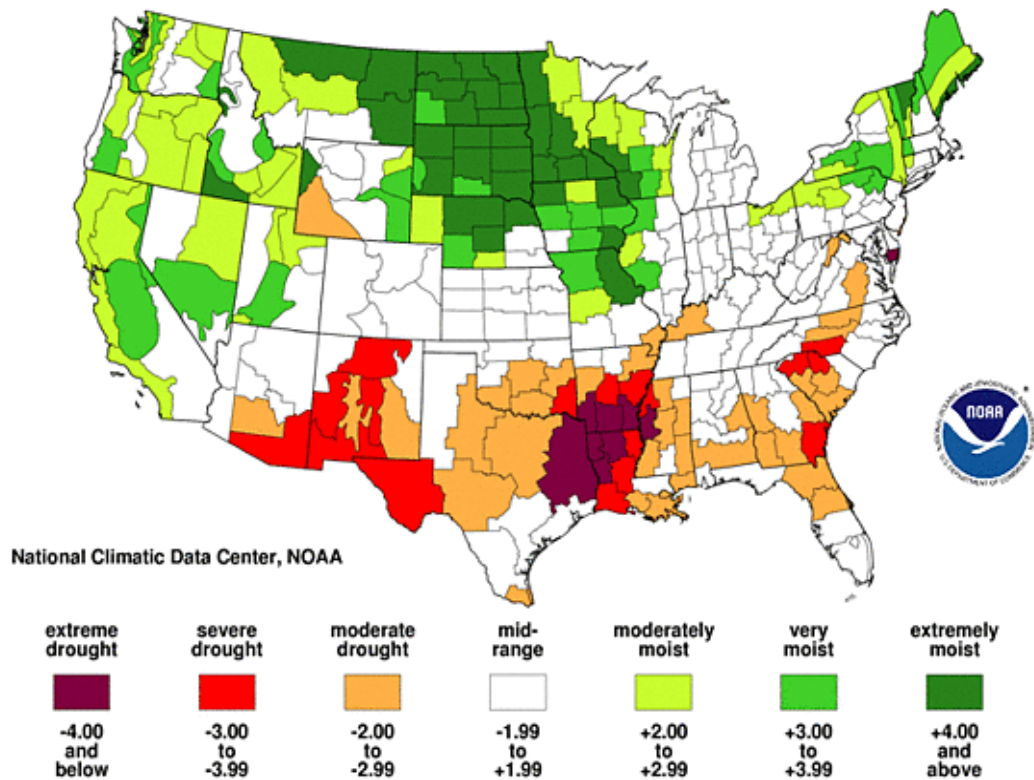 NOAA
National Climatic Data Center, NOAA
extreme drought
severe drought
moderate drought
mid-range
moderately moist
very moist
extremely moist
-4.00 and below
-3.00 to -3.99
-2.00 to -2.99
-1.99 to +1.99
+2.00 to +2.99
+3.00 to +3.99
+4.00 and above